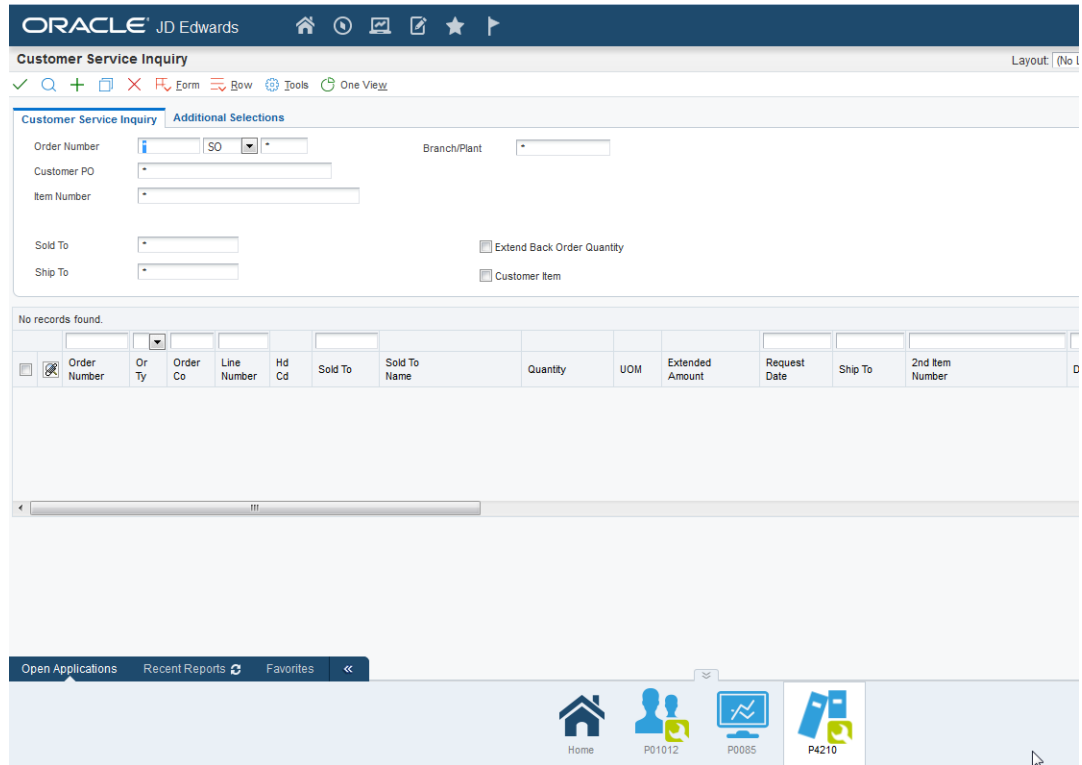 ORACLE JD Edwards
Customer Service Inquiry
Layout: (No L
Form Row Tools One View
Customer Service Inquiry Additional Selections
Order Number * SO * Branch/Plant *
Customer PO *
Item Number *
Sold To * Extend Back Order Quantity
Ship To * Customer Item
No records found.
Order Number Or Ty Order Co Line Number Hd Cd Sold To Sold To Name Quantity UOM Extended Amount Request Date Ship To 2nd Item Number D
Open Applications Recent Reports Favorites «
Home P01012 P0085 P4210